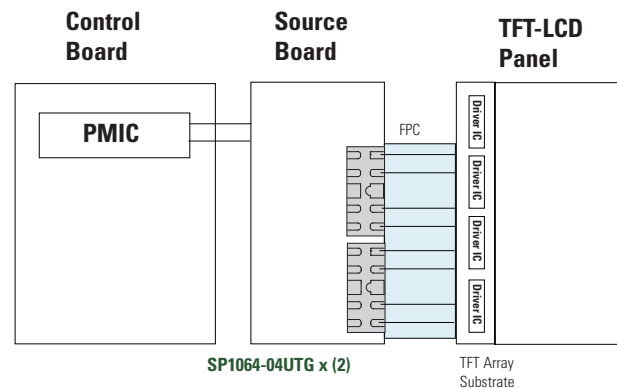 Control
Board
Source
Board
TFT-LCD
Panel
PMIC
FPC
Driver IC
Driver IC
Driver IC
Driver IC
SP1064-04UTG x (2)
TFT Array
Substrate